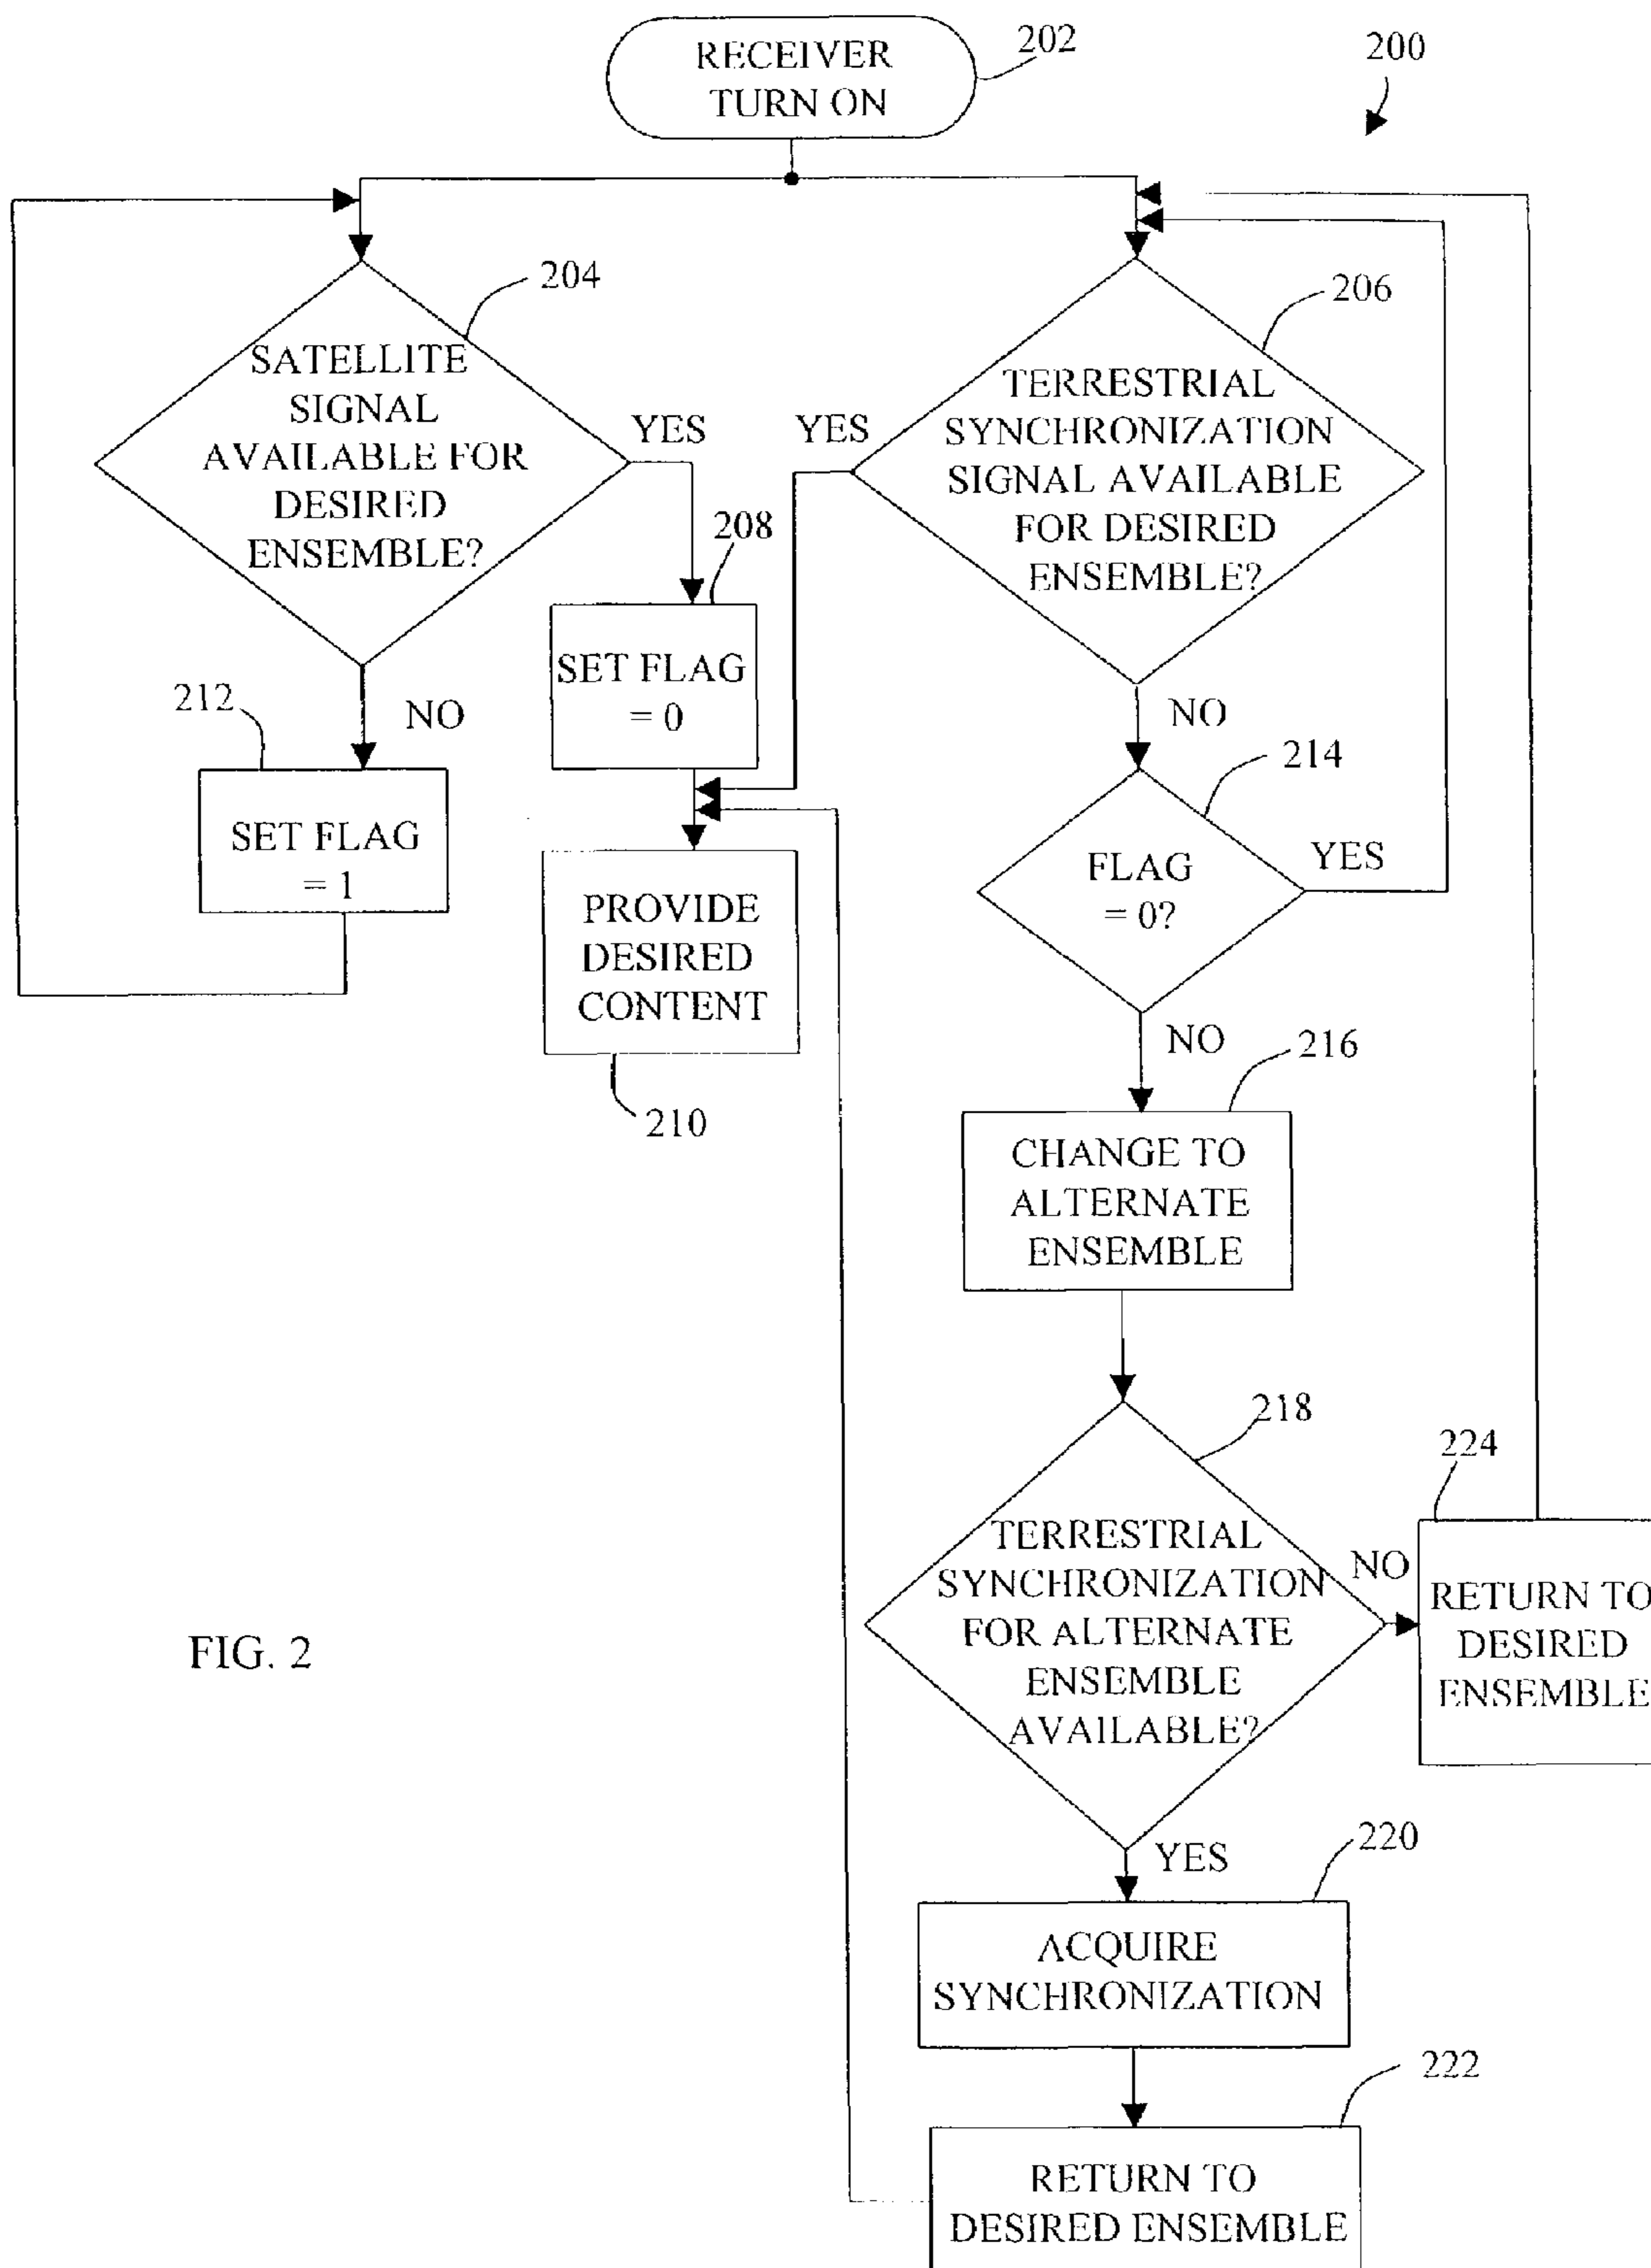 RECEIVER
TURN ON
202
200
204
SATELLITE
SIGNAL
AVAILABLE FOR
DESIRED
ENSEMBLE?
YES
NO
206
TERRESTRIAL
SYNCHRONIZATION
SIGNAL AVAILABLE
FOR DESIRED
ENSEMBLE?
YES
NO
208
SET FLAG
= 0
212
SET FLAG
= 1
PROVIDE
DESIRED
CONTENT
210
214
FLAG
= 0?
YES
NO
216
CHANGE TO
ALTERNATE
ENSEMBLE
218
TERRESTRIAL
SYNCHRONIZATION
FOR ALTERNATE
ENSEMBLE
AVAILABLE?
NO
224
RETURN TO
DESIRED
ENSEMBLE
YES
220
ACQUIRE
SYNCHRONIZATION
222
RETURN TO
DESIRED ENSEMBLE
FIG. 2